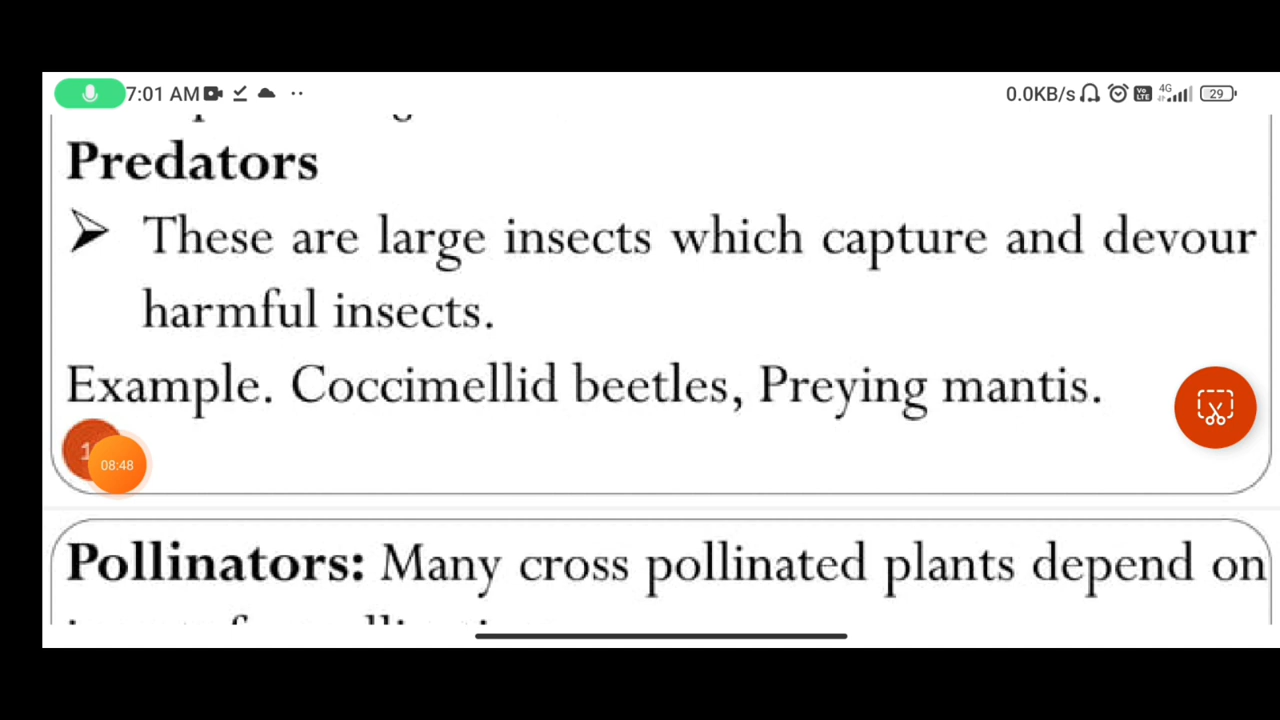 7:01 AM
0.0KB/s
4G
29
Predators
➤ These are large insects which capture and devour
harmful insects.
Example. Coccimellid beetles, Preying mantis.
08:48
Pollinators: Many cross pollinated plants depend on